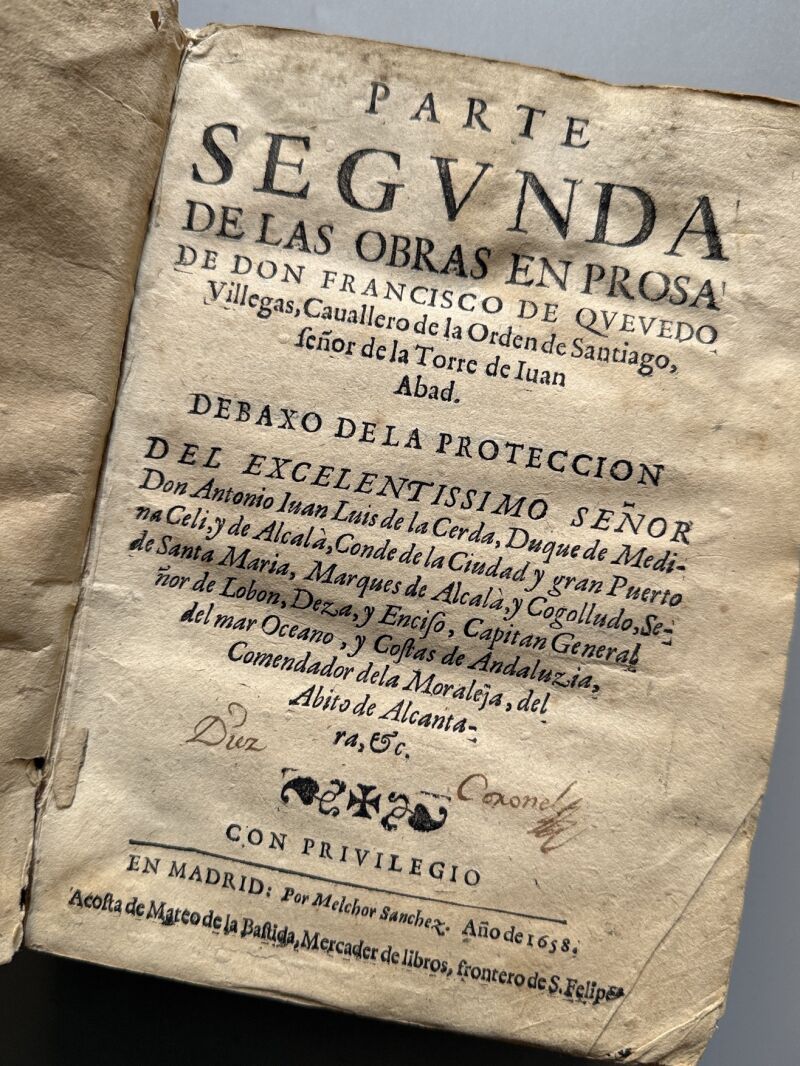 PARTE
SEGVNDA
DE LAS OBRAS EN PROSA
DE DON FRANCISCO DE QVEVEDO
Villegas, Cauallero de la Orden de Santiago,
ſeñor de la Torre de Iuan
Abad.
DEBAXO DE LA PROTECCION
DEL EXCELENTISSIMO SEÑOR
Don Antonio Iuan Luis de la Cerda, Duque de Medi-
na Celi, y de Alcalà, Conde de la Ciudad y gran Puerto
de Santa Maria, Marques de Alcalà, y Cogolludo, Se-
ñor de Lobon, Deza, y Enciſo, Capitan General
del mar Oceano, y Coſtas de Andaluzia,
Comendador dela Moraleja, del
Abito de Alcanta-
ra, &c.
Diez Coronel
CON PRIVILEGIO
EN MADRID: Por Melchor Sanchez. Año de 1658.
Acoſta de Mateo de la Baſtida, Mercader de libros, frontero de S. Felipe